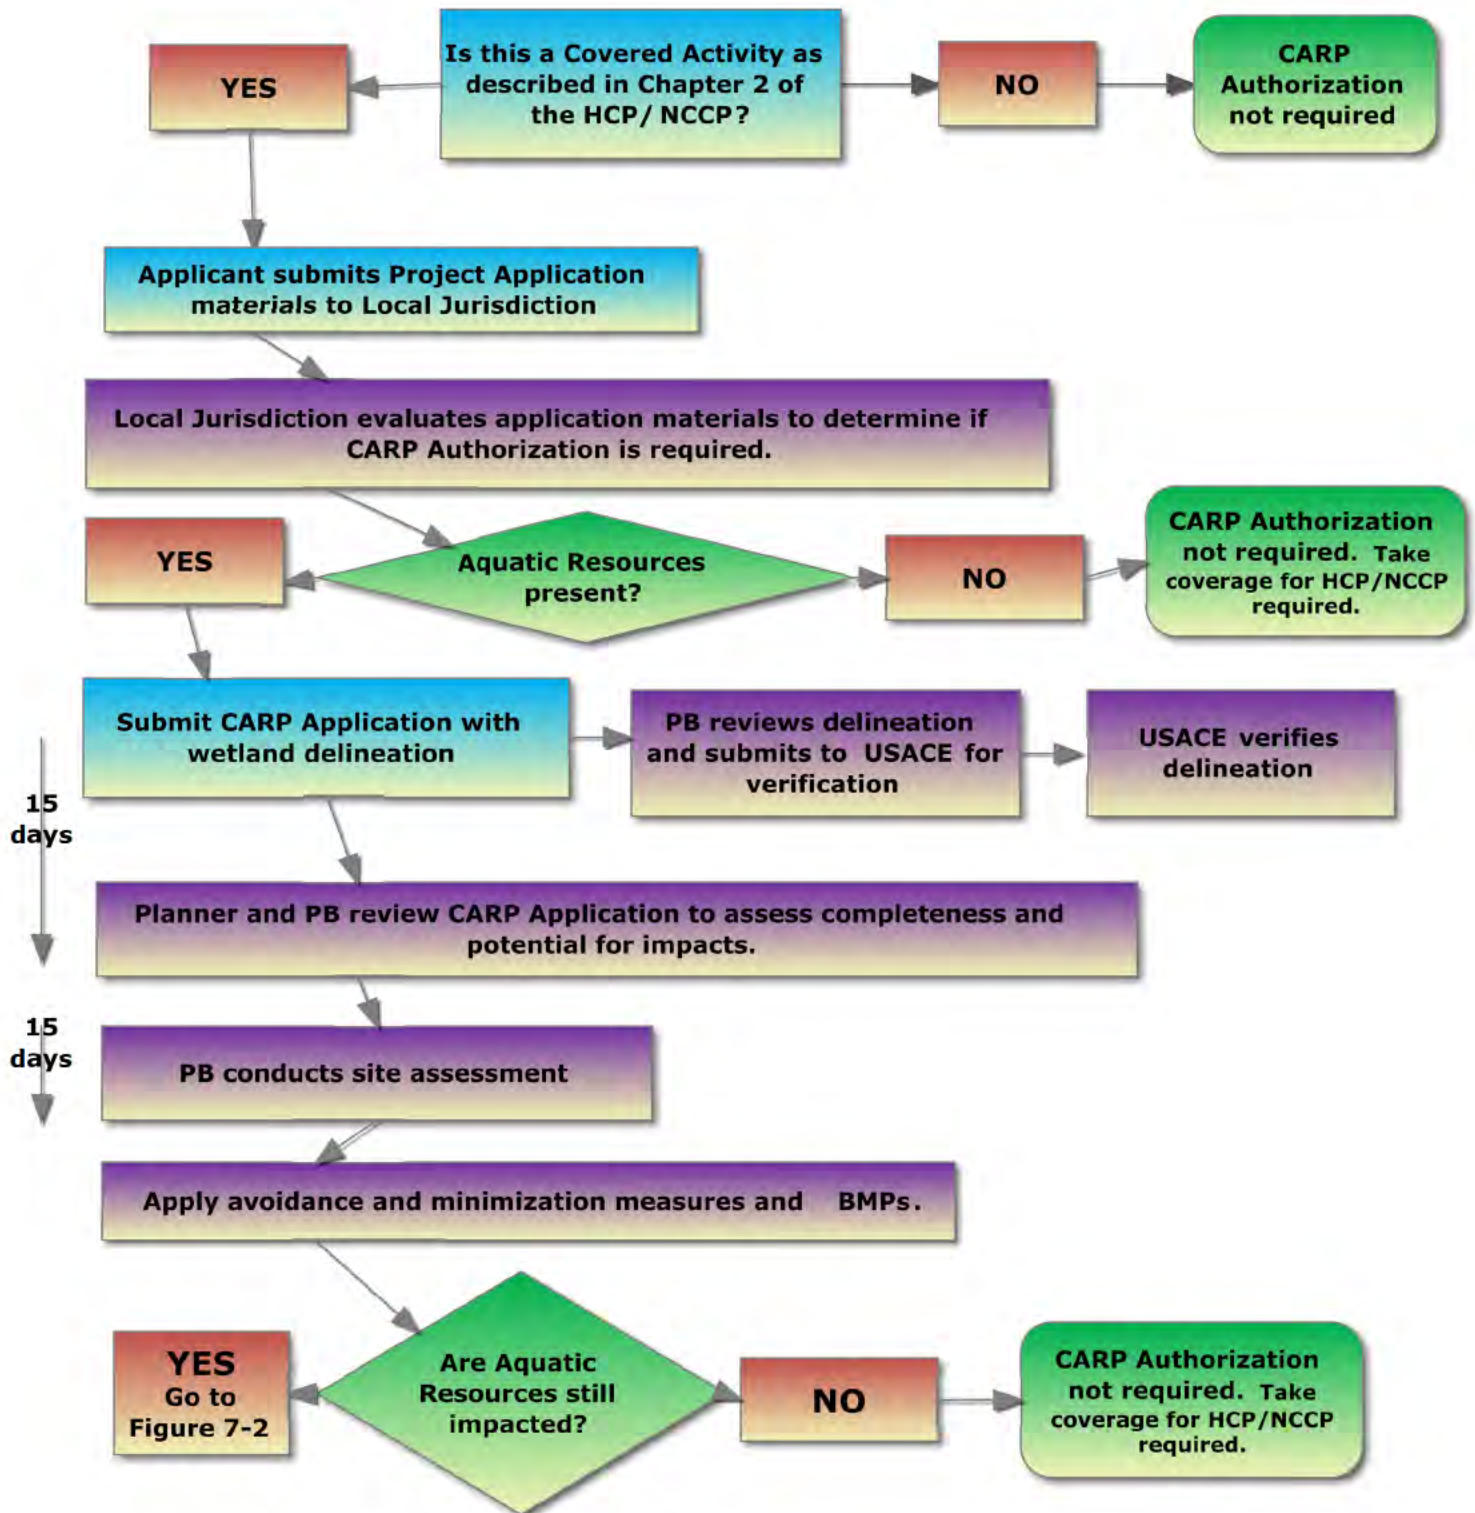 Is this a Covered Activity as
described in Chapter 2 of
the HCP/ NCCP?
YES
NO
CARP
Authorization
not required
Applicant submits Project Application
materials to Local Jurisdiction
Local Jurisdiction evaluates application materials to determine if
CARP Authorization is required.
Aquatic Resources
present?
YES
NO
CARP Authorization
not required. Take
coverage for HCP/NCCP
required.
Submit CARP Application with
wetland delineation
PB reviews delineation
and submits to USACE for
verification
USACE verifies
delineation
15
days
Planner and PB review CARP Application to assess completeness and
potential for impacts.
15
days
PB conducts site assessment
Apply avoidance and minimization measures and BMPs.
Are Aquatic
Resources still
impacted?
YES
Go to
Figure 7-2
NO
CARP Authorization
not required. Take
coverage for HCP/NCCP
required.